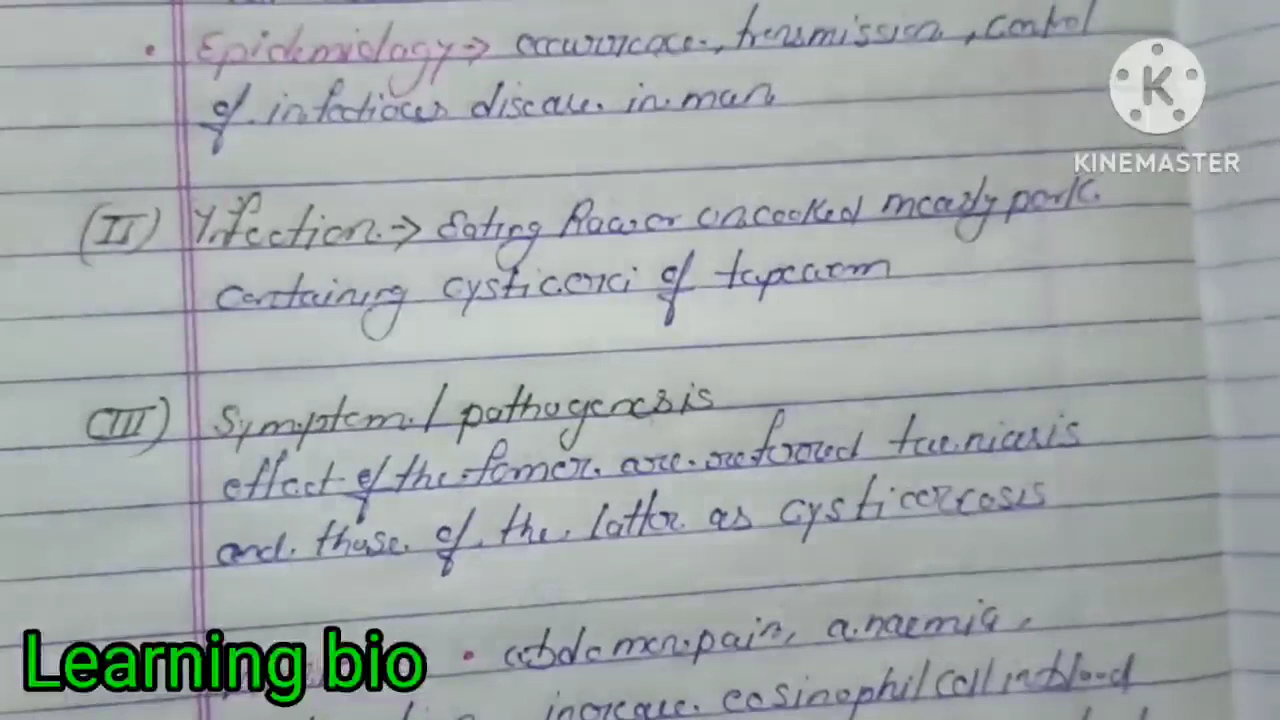 • Epidemiology → occurrence, transmission, control
of infectious disease in man
K
KINEMASTER
(II) Infection → Eating Raw or uncooked measly pork
containing cysticerci of tapeworm
(III) Symptom / pathogenesis
effect of the former are referred taeniasis
and those of the latter as cysticercosis
• abdomen pain, anaemia,
Learning bio
increase eosinophil cell in blood